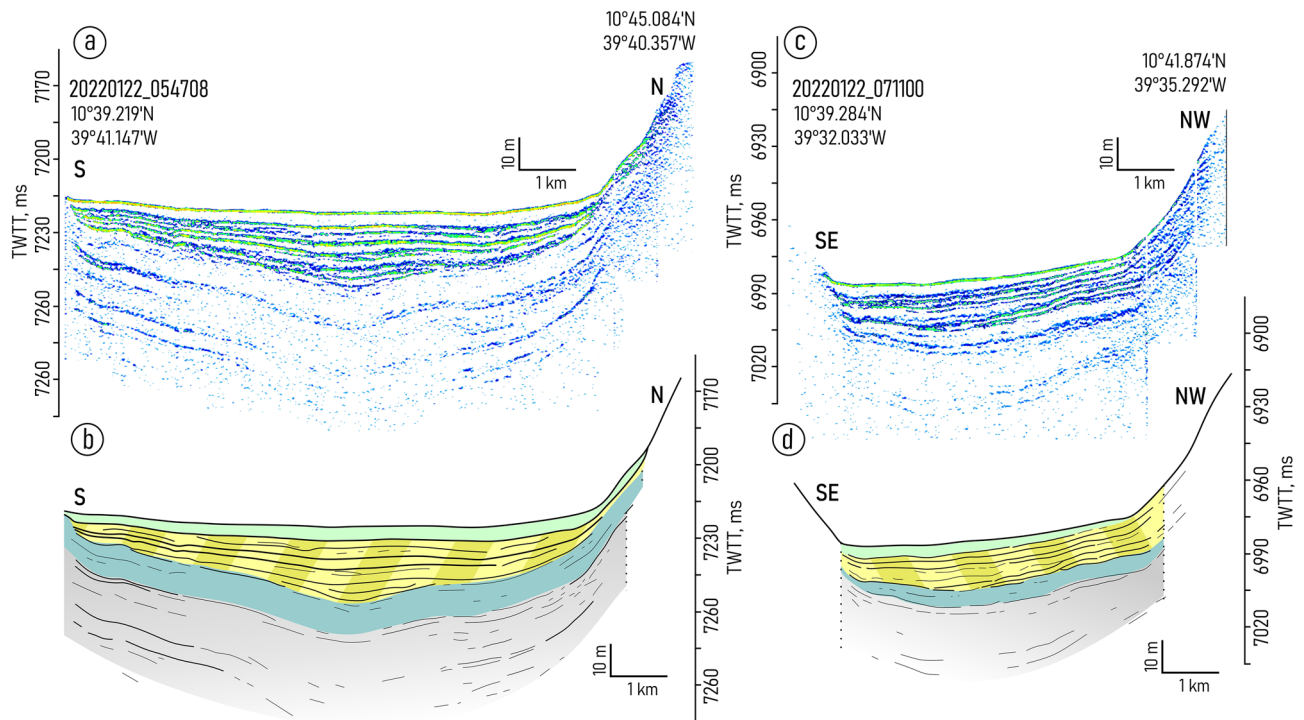 a
20220122_054708
10°39.219'N
39°41.147'W
S
10°45.084'N
39°40.357'W
N
TWTT, ms
7170
7200
7230
7260
7260
10 m
1 km
c
20220122_071100
10°39.284'N
39°32.033'W
SE
10°41.874'N
39°35.292'W
NW
TWTT, ms
6900
6930
6960
6990
7020
10 m
1 km
b
S
N
7170
7200
7230
7260
7260
TWTT, ms
10 m
1 km
d
SE
NW
6900
6930
6960
6990
7020
TWTT, ms
10 m
1 km